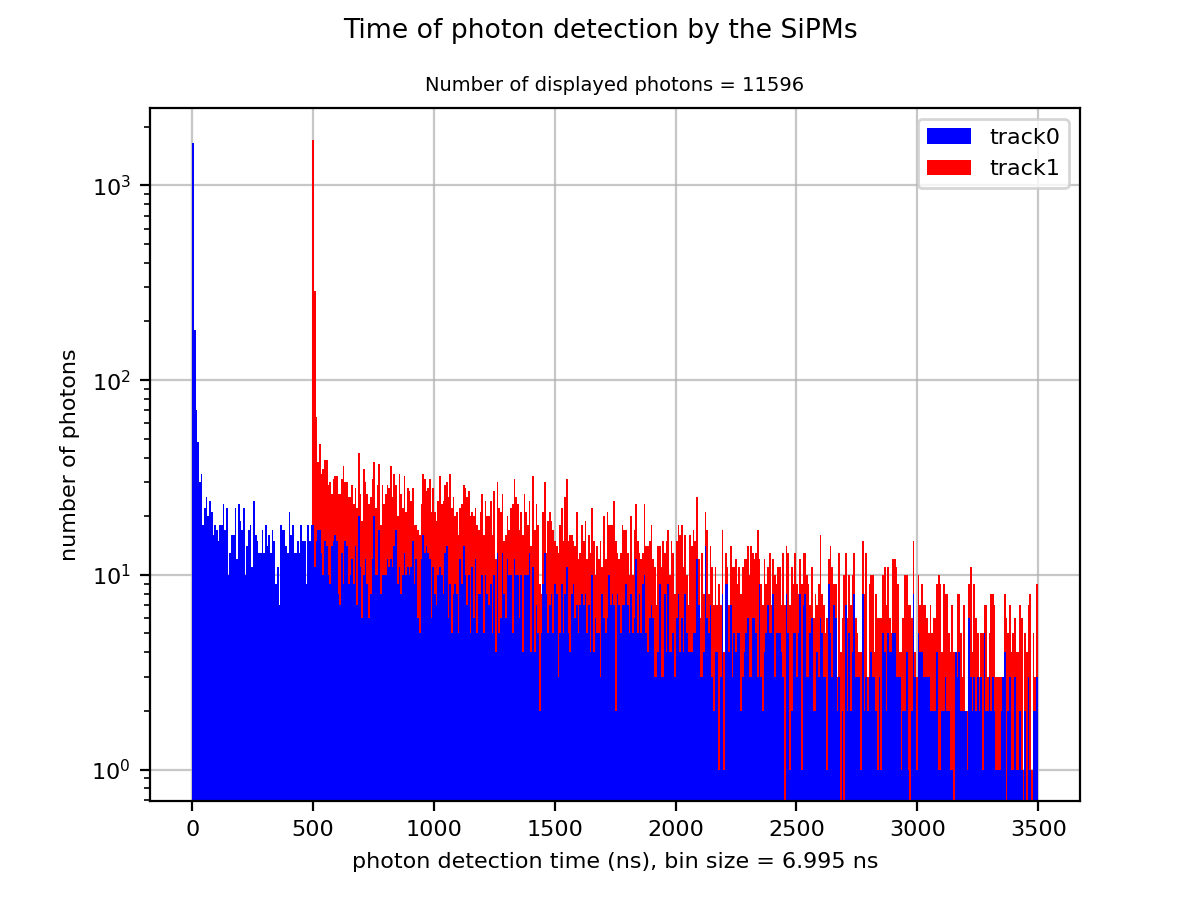 Time of photon detection by the SiPMs
Number of displayed photons = 11596
track0
track1
10³
10²
10¹
10⁰
number of photons
0 500 1000 1500 2000 2500 3000 3500
photon detection time (ns), bin size = 6.995 ns